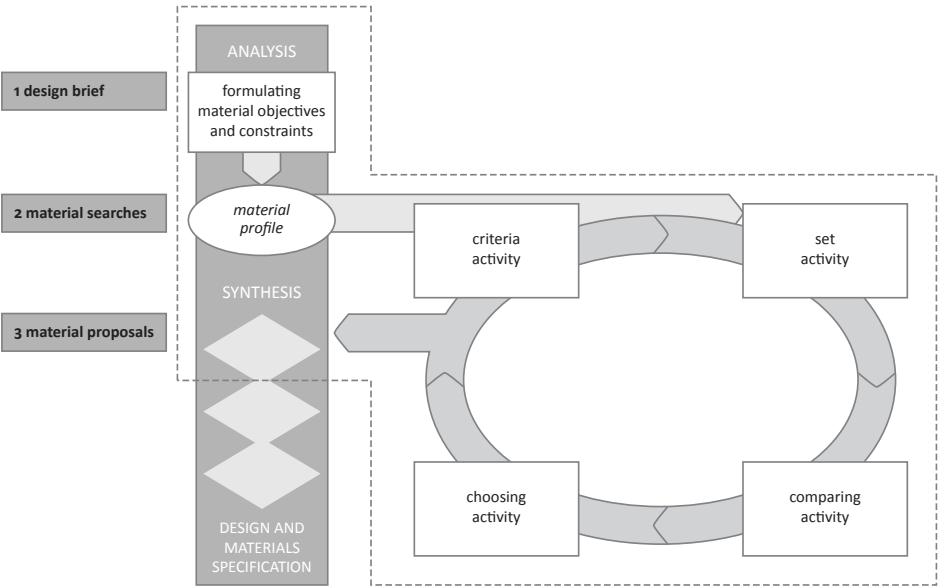 ANALYSIS
1 design brief
formulating
material objectives
and constraints
2 material searches
material
profile
criteria
activity
set
activity
SYNTHESIS
3 material proposals
choosing
activity
comparing
activity
DESIGN AND
MATERIALS
SPECIFICATION